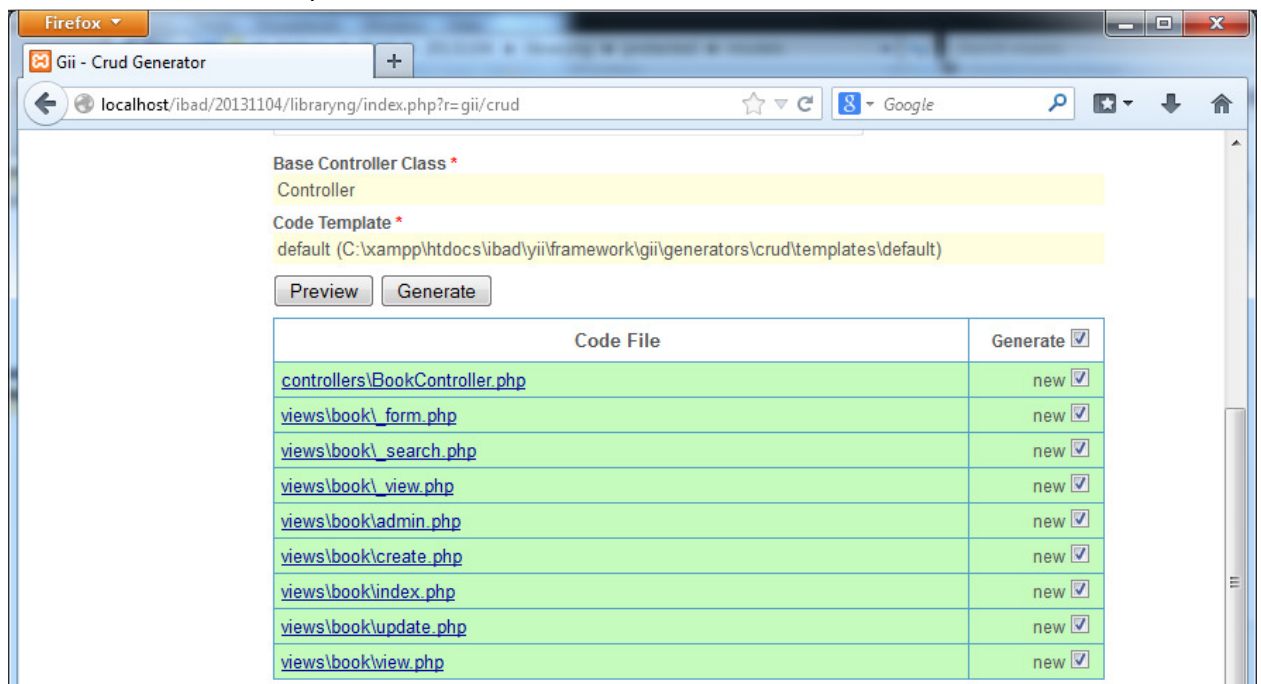 Firefox
Gii - Crud Generator
localhost/ibad/20131104/libraryng/index.php?r=gii/crud
Google
Base Controller Class *
Controller
Code Template *
default (C:\xampp\htdocs\ibad\yii\framework\gii\generators\crud\templates\default)
Preview Generate
Code File Generate
controllers\BookController.php new
views\book\_form.php new
views\book\_search.php new
views\book\_view.php new
views\book\admin.php new
views\book\create.php new
views\book\index.php new
views\book\update.php new
views\book\view.php new